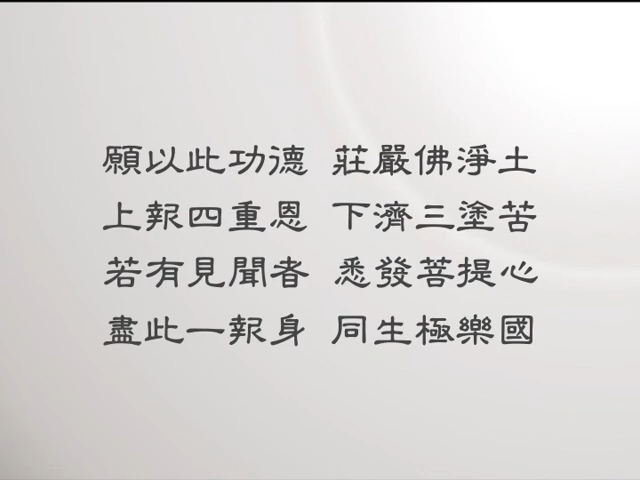 願以此功德 莊嚴佛淨土
上報四重恩 下濟三塗苦
若有見聞者 悉發菩提心
盡此一報身 同生極樂國